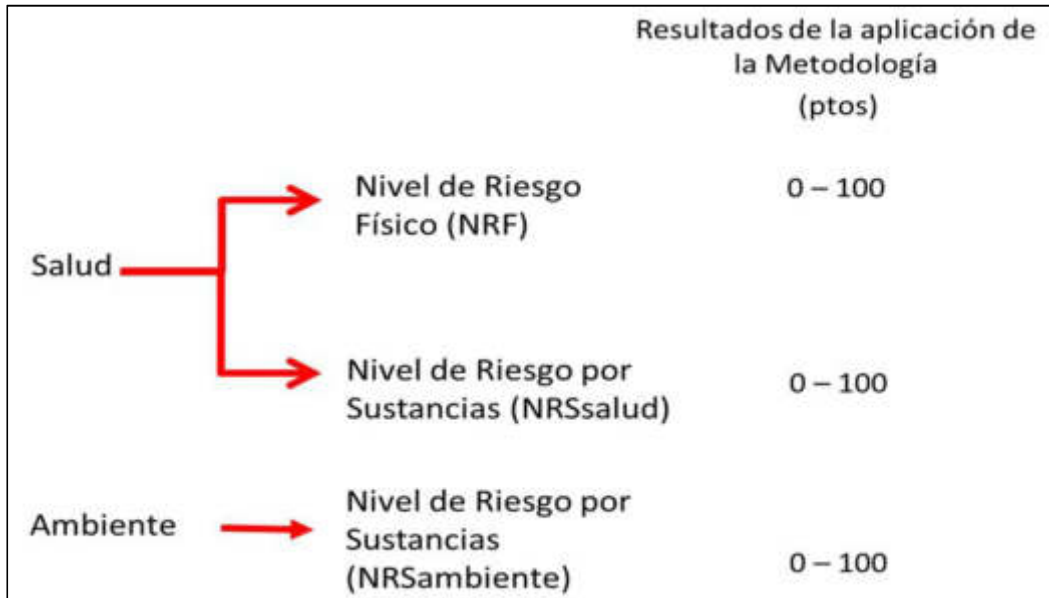 Resultados de la aplicación de
la Metodología
(ptos)
Nivel de Riesgo
Físico (NRF)
0 – 100
Salud
Nivel de Riesgo por
Sustancias (NRSsalud)
0 – 100
Ambiente
Nivel de Riesgo por
Sustancias
(NRSambiente)
0 – 100